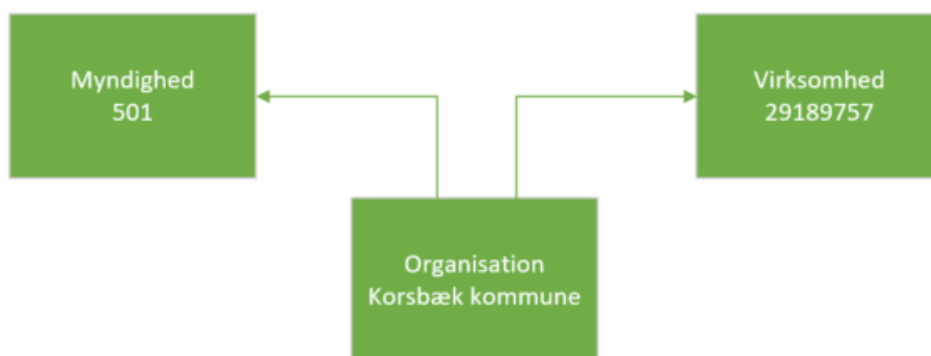 Myndighed
501
Virksomhed
29189757
Organisation
Korsbæk kommune